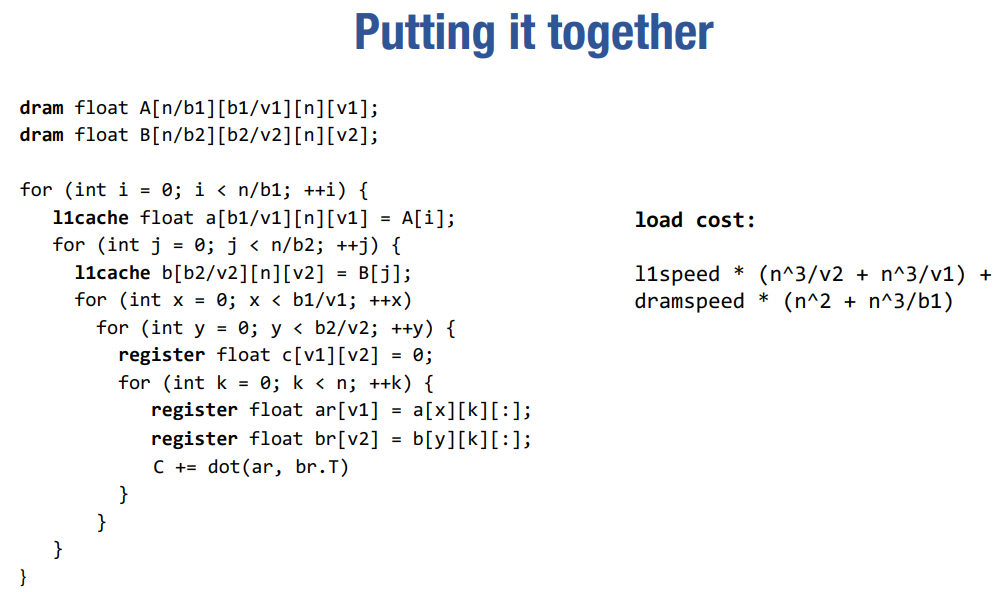 Putting it together
dram float A[n/b1][b1/v1][n][v1];
dram float B[n/b2][b2/v2][n][v2];
for (int i = 0; i < n/b1; ++i) {
l1cache float a[b1/v1][n][v1] = A[i];
for (int j = 0; j < n/b2; ++j) {
l1cache b[b2/v2][n][v2] = B[j];
for (int x = 0; x < b1/v1; ++x)
for (int y = 0; y < b2/v2; ++y) {
register float c[v1][v2] = 0;
for (int k = 0; k < n; ++k) {
register float ar[v1] = a[x][k][:];
register float br[v2] = b[y][k][:];
C += dot(ar, br.T)
}
}
}
}
load cost:
l1speed * (n^3/v2 + n^3/v1) +
dramspeed * (n^2 + n^3/b1)